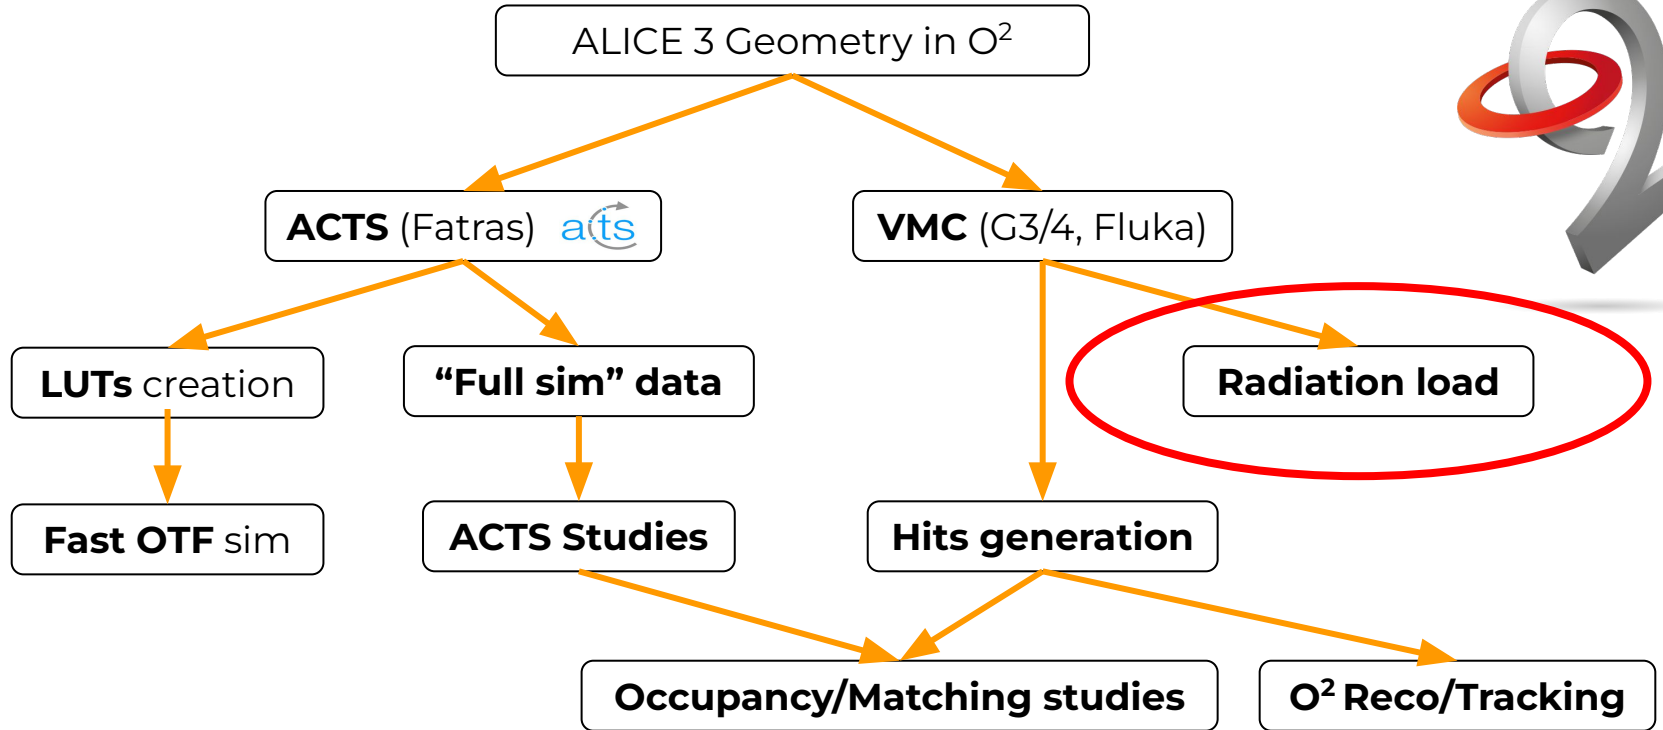 ALICE 3 Geometry in O²
ACTS (Fatras) acts
VMC (G3/4, Fluka)
LUTs creation
“Full sim” data
Radiation load
Fast OTF sim
ACTS Studies
Hits generation
Occupancy/Matching studies
O² Reco/Tracking